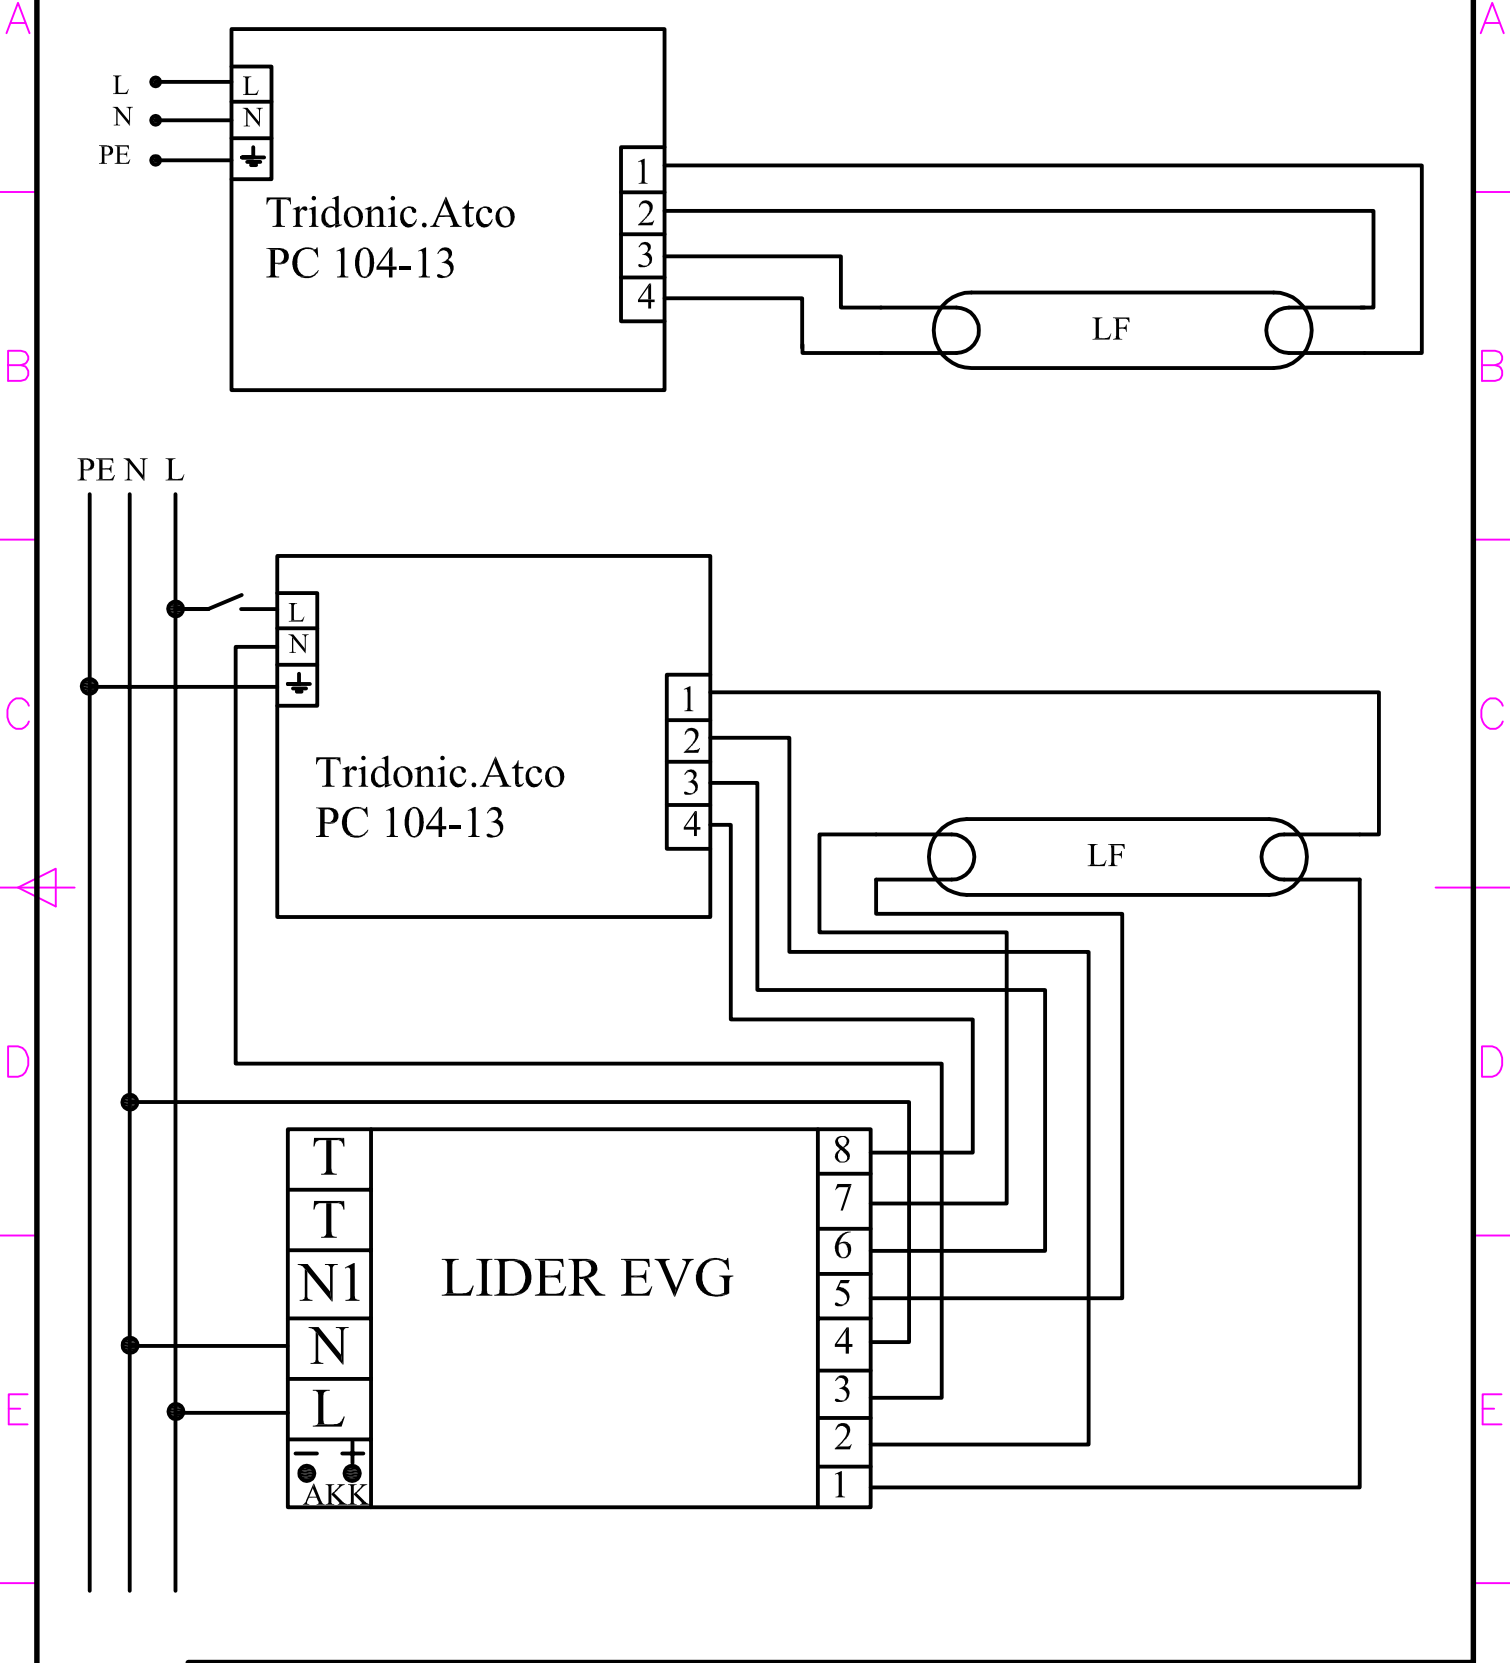 A
A
L
L
N
N
PE
1
Tridonic.Atco
2
PC 104-13
3
4
LF
B
B
PE N L
L
N
1
C
C
2
Tridonic.Atco
3
PC 104-13
4
LF
D
D
T
8
T
7
6
N1
LIDER EVG
5
N
4
L
3
E
E
2
- +
1
AKK